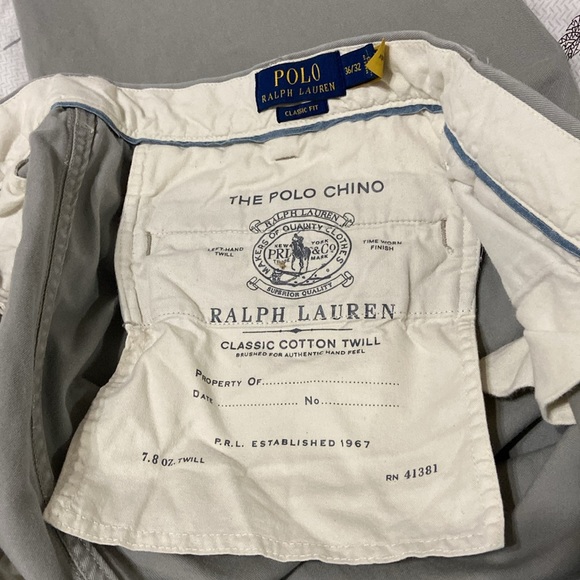 POLO
RALPH LAUREN
CLASSIC FIT
36/32
THE POLO CHINO
RALPH LAUREN
MAKERS OF QUALITY CLOTHES
NEW YORK
PRL & Co
TRADE MARK
SUPERIOR QUALITY
LEFT-HAND
TWILL
TIME WORN
FINISH
RALPH LAUREN
CLASSIC COTTON TWILL
BRUSHED FOR AUTHENTIC HAND FEEL
PROPERTY OF
DATE No
P.R.L. ESTABLISHED 1967
7.8 OZ. TWILL
RN 41381